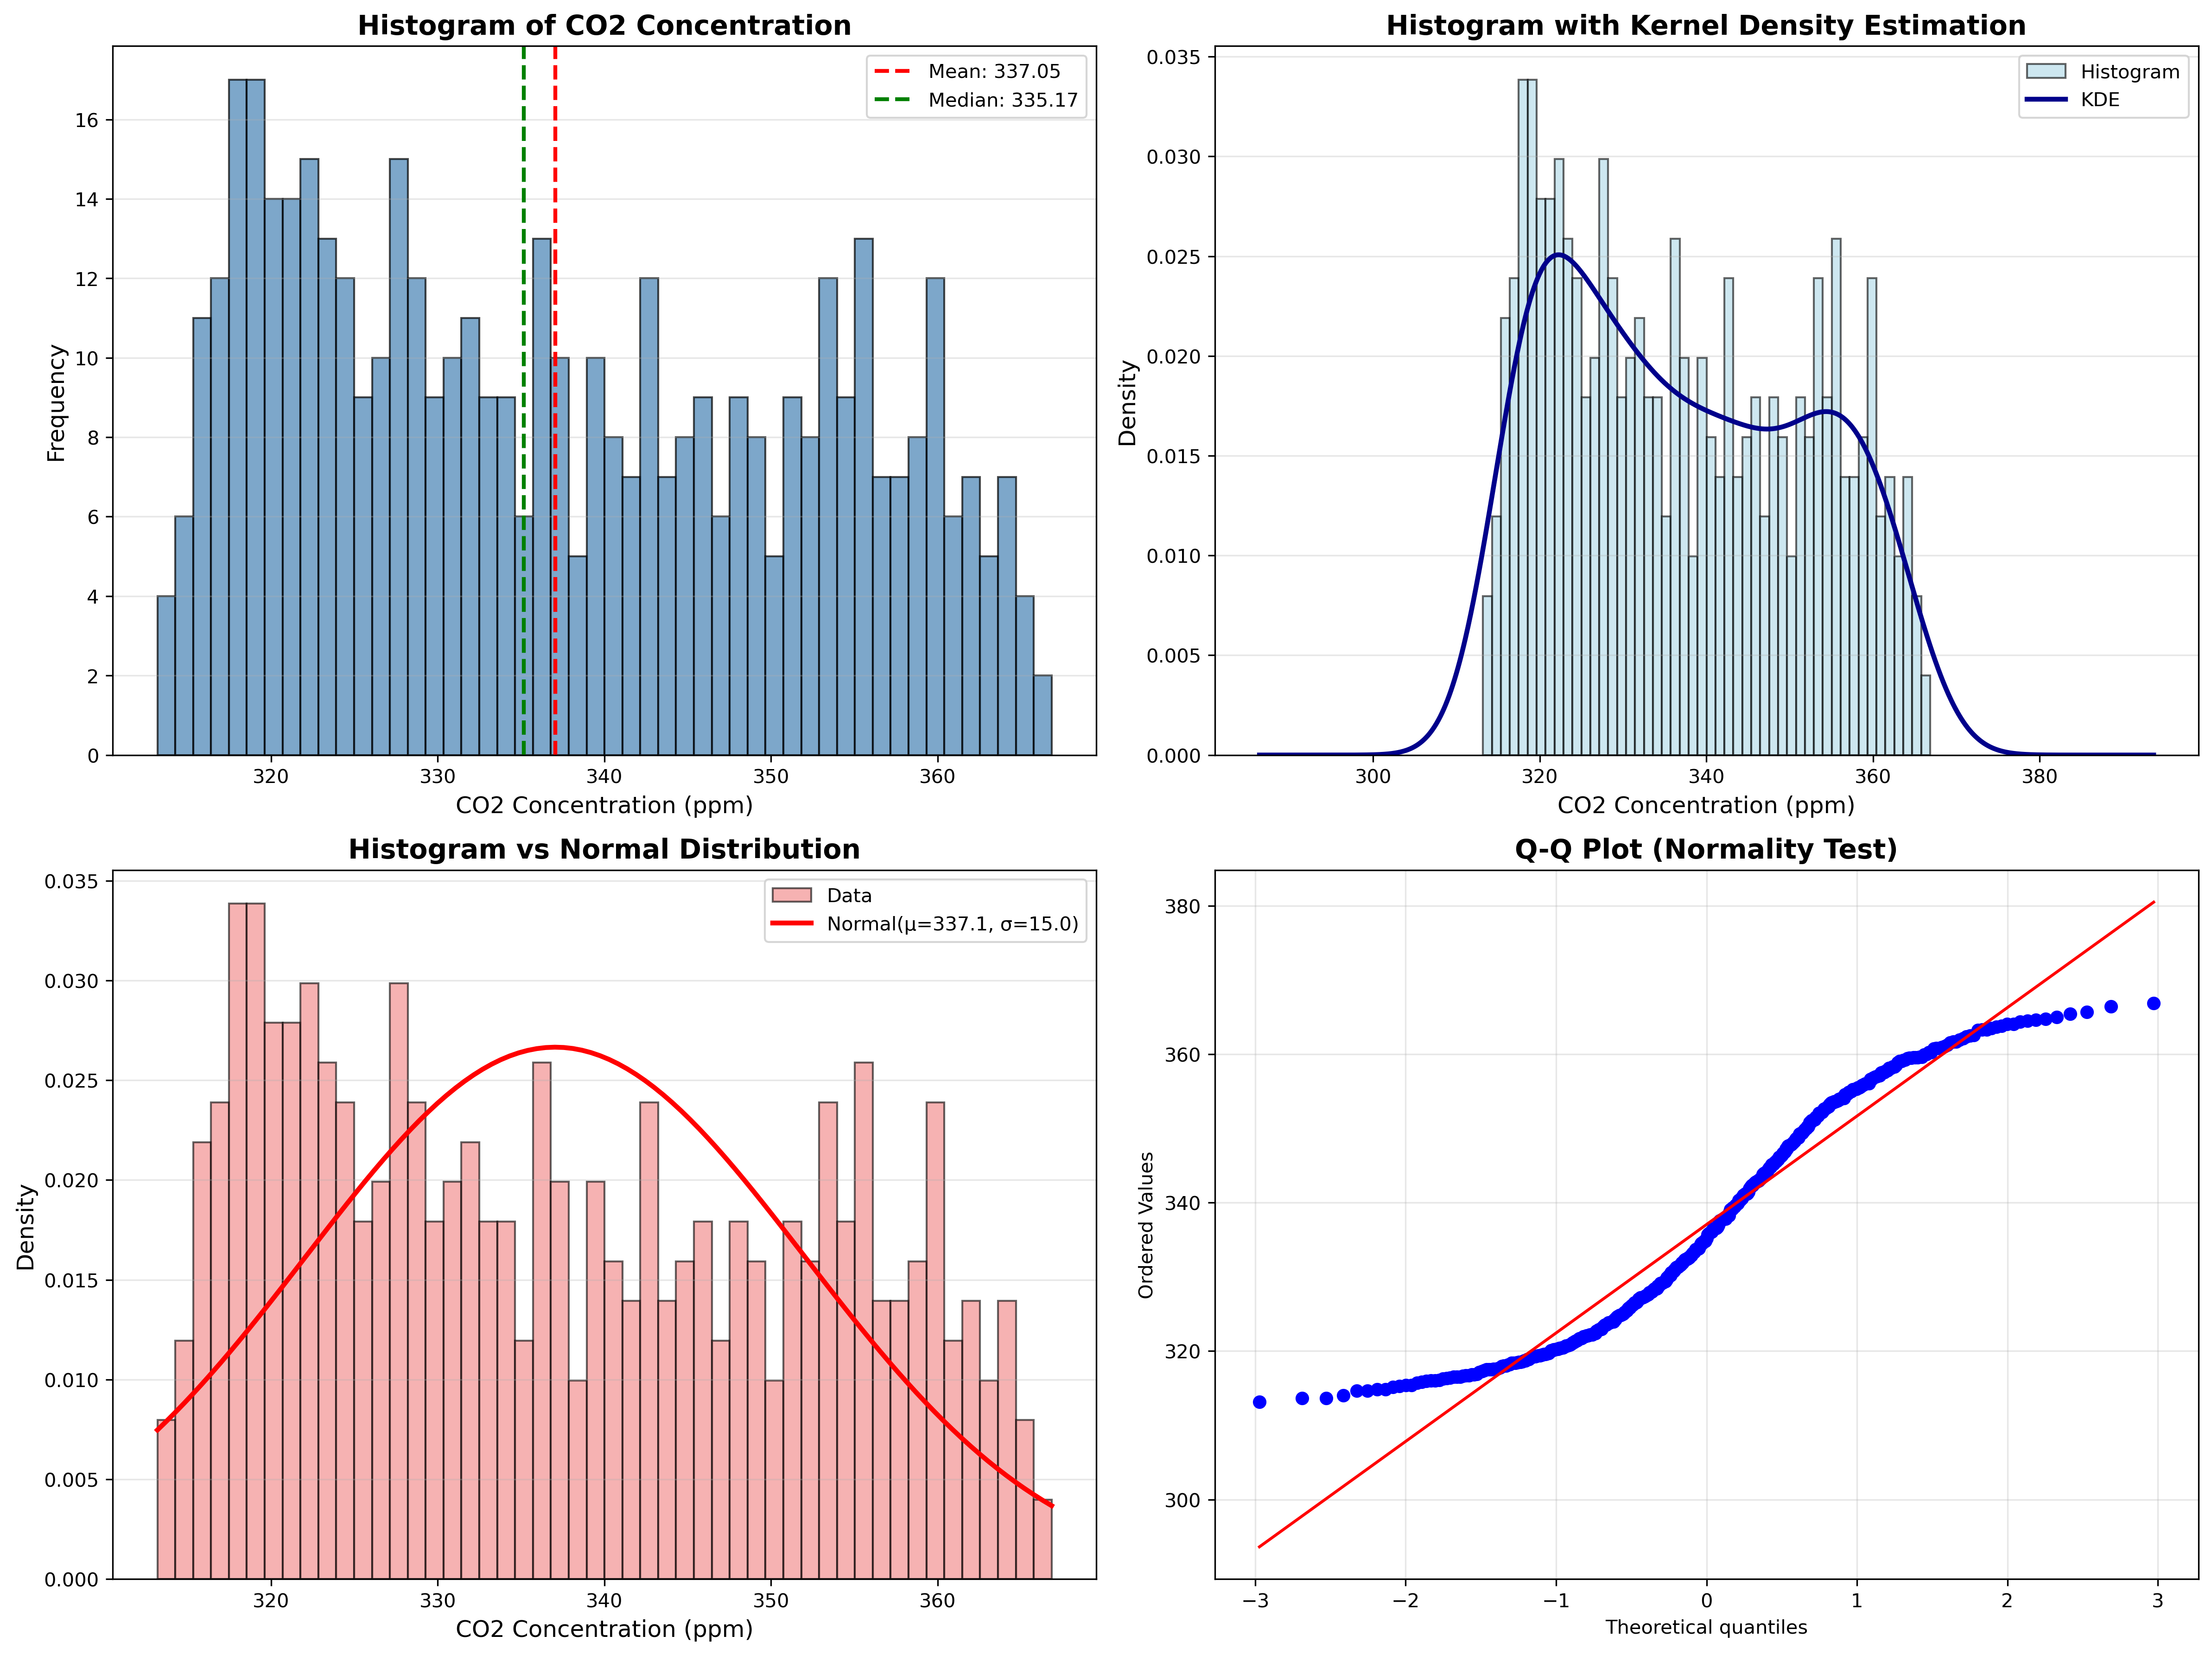 Histogram of CO2 Concentration
Mean: 337.05
Median: 335.17
Frequency
16
14
12
10
8
6
4
2
0
320 330 340 350 360
CO2 Concentration (ppm)
Histogram with Kernel Density Estimation
Histogram
KDE
Density
0.035
0.030
0.025
0.020
0.015
0.010
0.005
0.000
300 320 340 360 380
CO2 Concentration (ppm)
Histogram vs Normal Distribution
Data
Normal(μ=337.1, σ=15.0)
Density
0.035
0.030
0.025
0.020
0.015
0.010
0.005
0.000
320 330 340 350 360
CO2 Concentration (ppm)
Q-Q Plot (Normality Test)
Ordered Values
380
360
340
320
300
−3 −2 −1 0 1 2 3
Theoretical quantiles